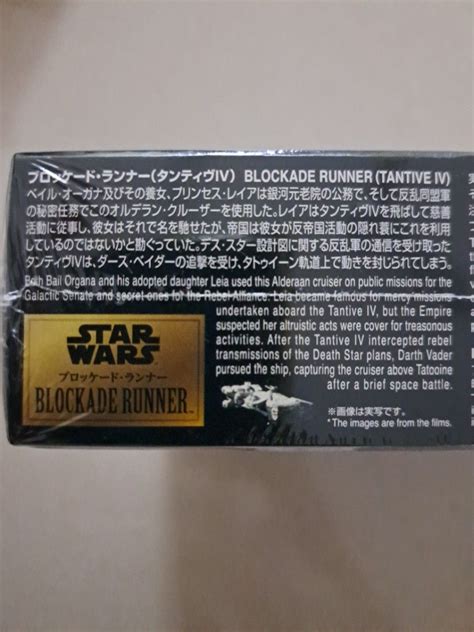 ブロッケード・ランナー(タンティヴIV) BLOCKADE RUNNER (TANTIVE IV)
ベイル・オーガナ及びその養女、プリンセス・レイアは銀河元老院の公務で、そして反乱同盟軍
の秘密任務でこのオルデラン・クルーザーを使用した。レイアはタンティヴIVを飛ばして慈善
活動に従事し、彼女はそれで名を馳せたが、帝国は彼女が反帝国活動の隠れ蓑にこれを利
用しているのではないかと勘ぐっていた。デス・スター設計図に関する反乱軍の通信を受け取った
タンティヴIVは、ダース・ベイダーの追撃を受け、タトゥイーン軌道上で動きを封じられてしまう。
Both Bail Organa and his adopted daughter Leia used this Alderaan cruiser on public missions for the
Galactic Senate and secret ones for the Rebel Alliance. Leia became famous for mercy missions
undertaken aboard the Tantive IV, but the Empire
suspected her altruistic acts were cover for treasonous
activities. After the Tantive IV intercepted rebel
transmissions of the Death Star plans, Darth Vader
pursued the ship, capturing the cruiser above Tatooine
after a brief space battle.
STAR
WARS
ブロッケード・ランナー
BLOCKADE RUNNER™
※画像は実写です。
* The images are from the films.